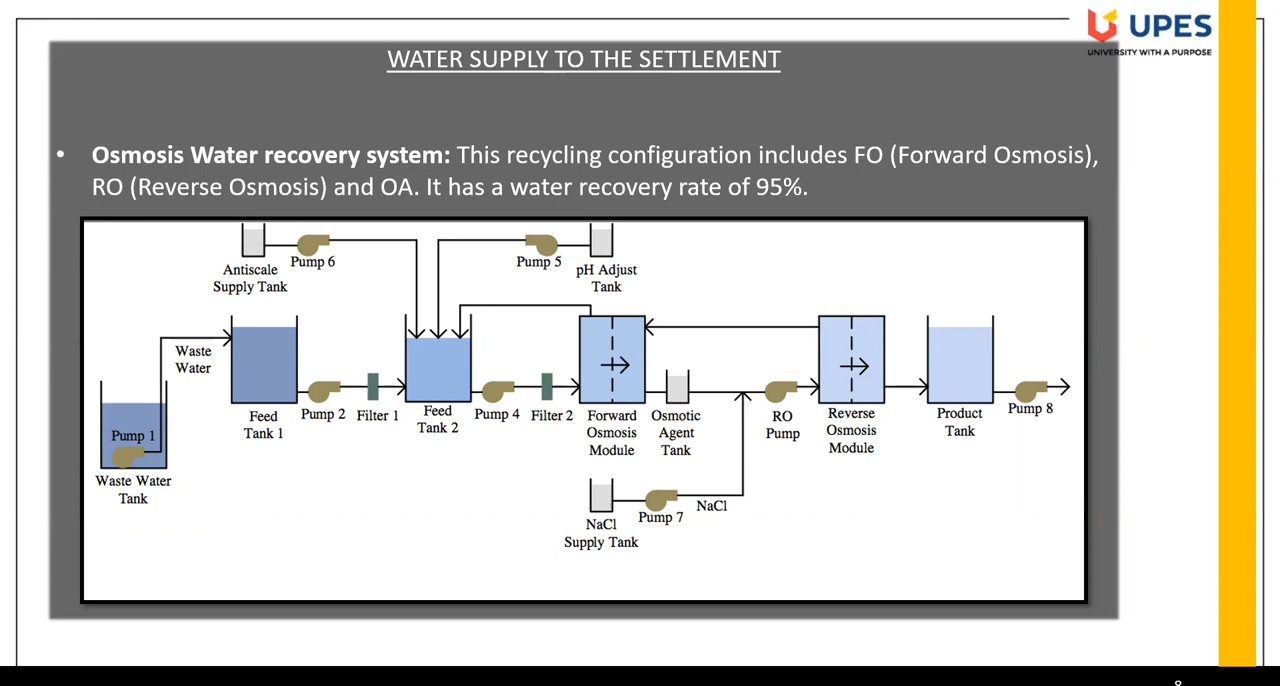 UPES
UNIVERSITY WITH A PURPOSE
WATER SUPPLY TO THE SETTLEMENT
• Osmosis Water recovery system: This recycling configuration includes FO (Forward Osmosis),
RO (Reverse Osmosis) and OA. It has a water recovery rate of 95%.
Antiscale
Supply Tank
Pump 6
Pump 5
pH Adjust
Tank
Waste
Water
Pump 1
Waste Water
Tank
Feed
Tank 1
Pump 2
Filter 1
Feed
Tank 2
Pump 4
Filter 2
Forward
Osmosis
Module
Osmotic
Agent
Tank
RO
Pump
Reverse
Osmosis
Module
Product
Tank
Pump 8
NaCl
Supply Tank
Pump 7
NaCl